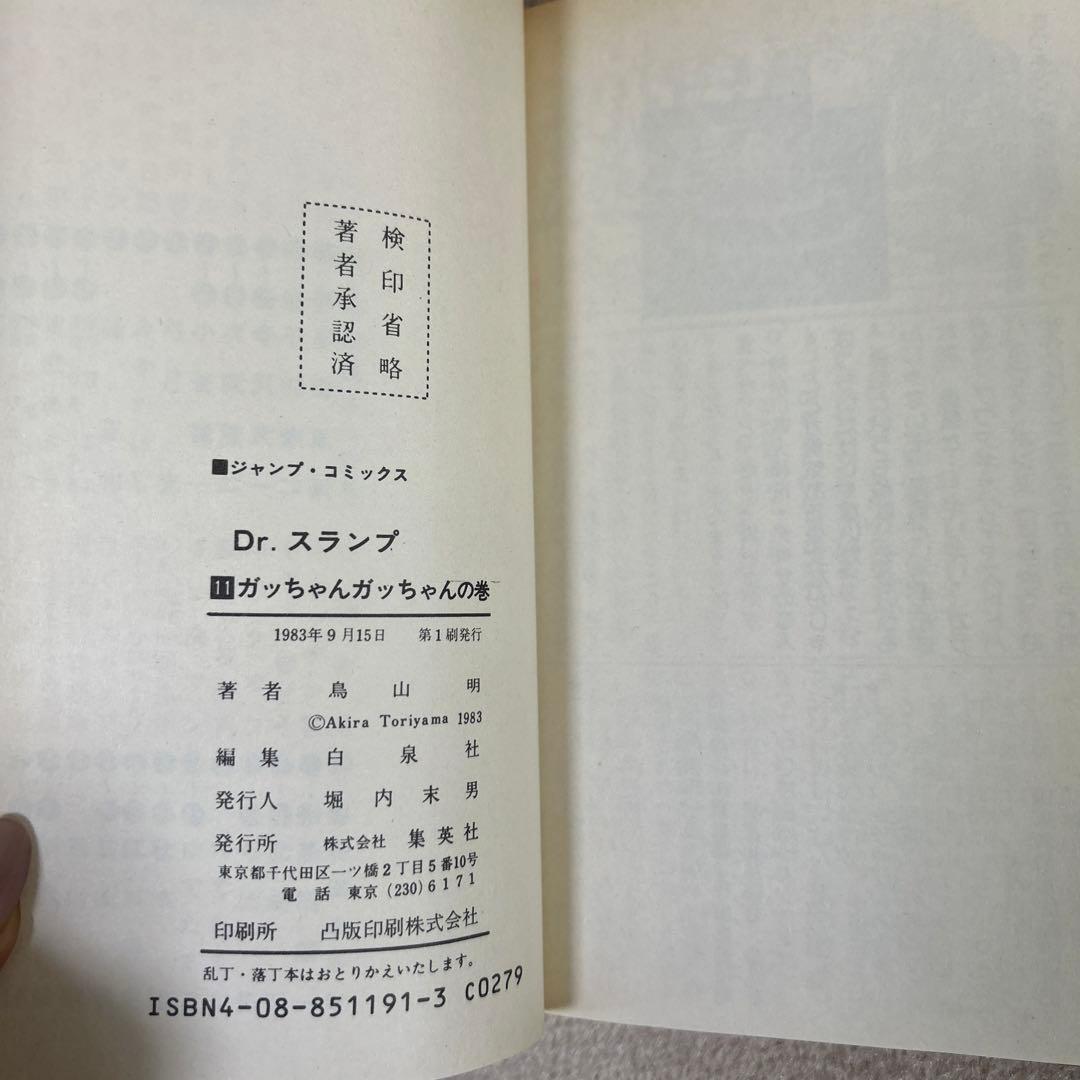 検印省略
著者承認済
■ジャンプ・コミックス
Dr. スランプ
11ガッちゃんガッちゃんの巻
1983年9月15日 第1刷発行
著者 鳥山明
©Akira Toriyama 1983
編集 白泉社
発行人 堀内末男
発行所 株式会社 集英社
東京都千代田区一ツ橋2丁目5番10号
電話 東京 (230) 6171
印刷所 凸版印刷株式会社
乱丁・落丁本はおとりかえいたします。
ISBN4-08-851191-3 C0279